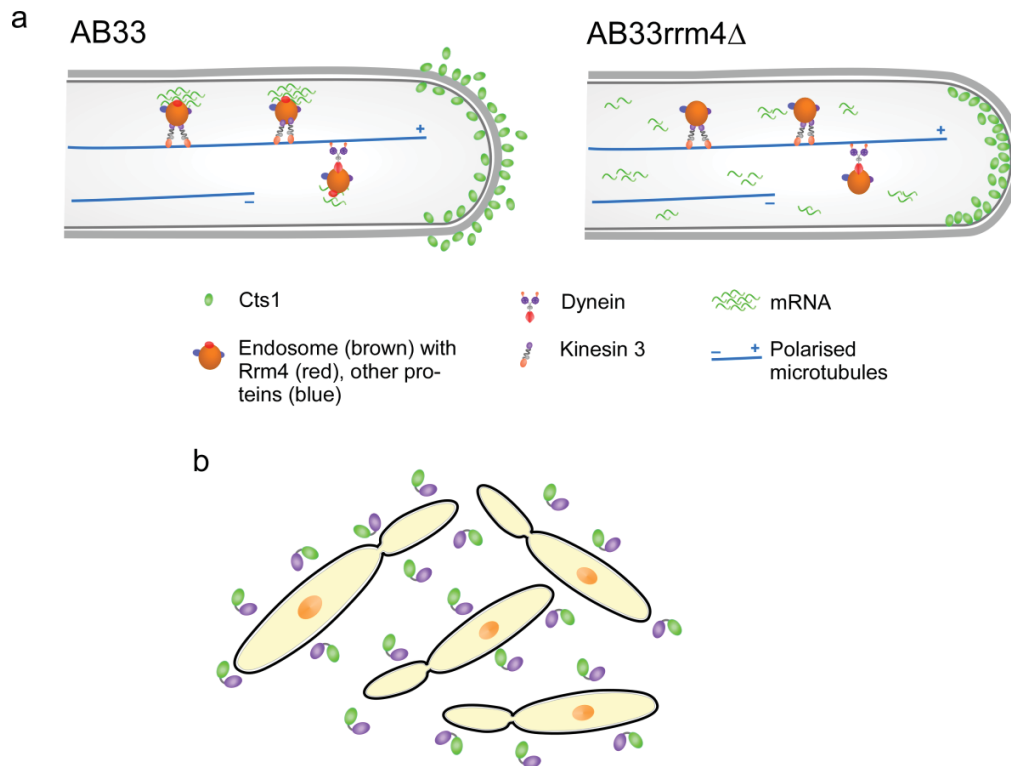 a
AB33
AB33rrm4Δ
+
−
+
−
Cts1
Endosome (brown) with
Rrm4 (red), other pro-
teins (blue)
Dynein
Kinesin 3
mRNA
− +
Polarised
microtubules
b